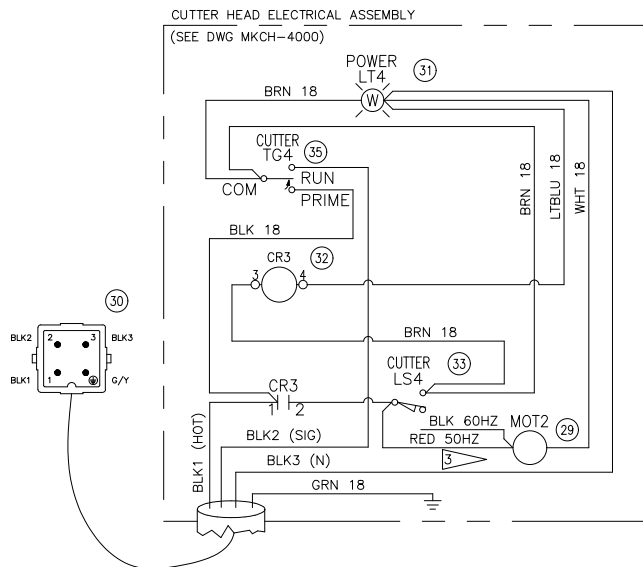 CUTTER HEAD ELECTRICAL ASSEMBLY
(SEE DWG MKCH-4000)
POWER
LT4
31
W
BRN 18
CUTTER
TG4
35
COM
RUN
PRIME
BRN 18
LTBLU 18
WHT 18
BLK 18
CR3
32
3
4
30
BLK2
2
3
BLK3
BLK1
1
G/Y
BRN 18
CUTTER
LS4
33
CR3
1
2
BLK1 (HOT)
BLK2 (SIG)
BLK3 (N)
GRN 18
BLK 60HZ
RED 50HZ
3
MOT2
29